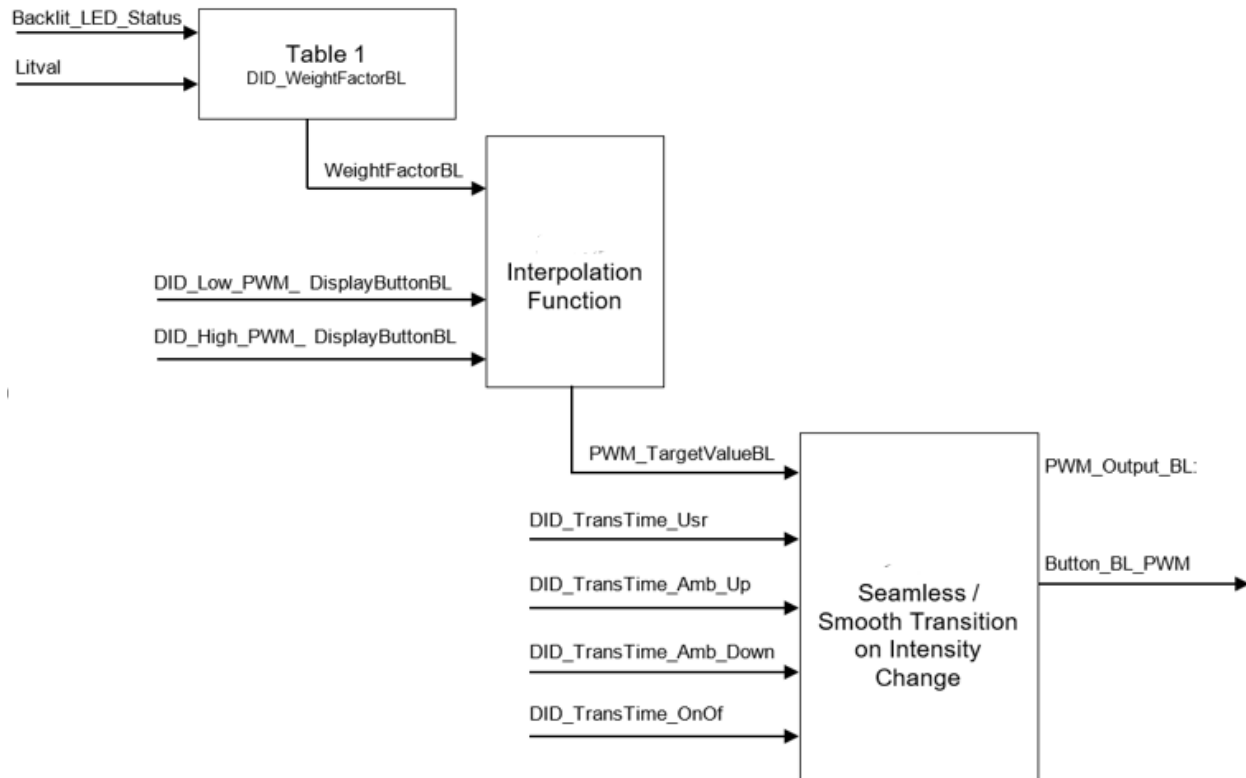 Backlit_LED_Status
Litval
Table 1
DID_WeightFactorBL
WeightFactorBL
DID_Low_PWM_ DisplayButtonBL
DID_High_PWM_ DisplayButtonBL
Interpolation
Function
PWM_TargetValueBL
DID_TransTime_Usr
DID_TransTime_Amb_Up
DID_TransTime_Amb_Down
DID_TransTime_OnOf
Seamless /
Smooth Transition
on Intensity
Change
PWM_Output_BL:
Button_BL_PWM